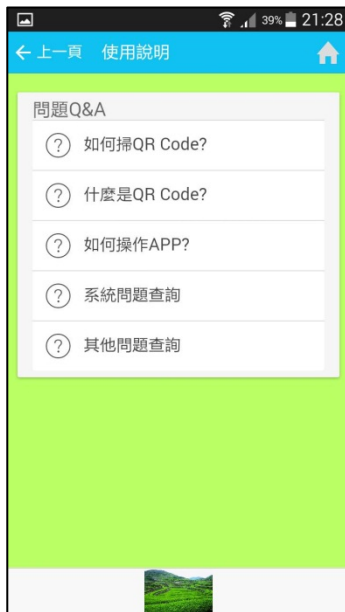 39% 21:28
上一頁 使用說明
問題Q&A
如何掃QR Code?
什麼是QR Code?
如何操作APP?
系統問題查詢
其他問題查詢